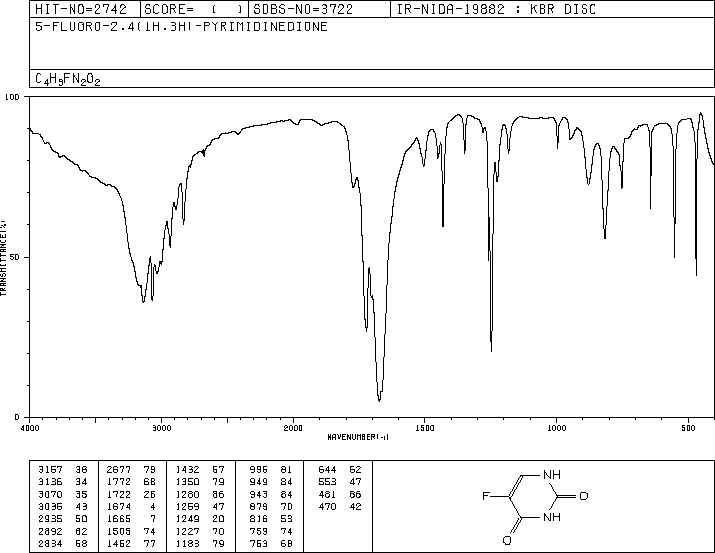 HIT-NO=2742 SCORE= ( ) SDBS-NO=3722 IR-NIDA-19882 : KBR DISC
5-FLUORO-2,4(1H,3H)-PYRIMIDINEDIONE
C4H3FN2O2
100
50
0
TRANSMITTANCE(%)
4000 3000 2000 1500 1000 500
WAVENUMBER(-1)
3157 36 2677 79 1432 57 996 81 644 62
3136 34 1772 68 1350 79 949 84 553 47
3070 35 1722 26 1280 86 943 84 481 86
3035 43 1674 4 1259 47 879 70 470 42
2935 50 1665 7 1249 20 816 53
2892 62 1505 74 1227 70 759 74
2834 58 1452 77 1183 79 753 68
NH
F
O
NH
O